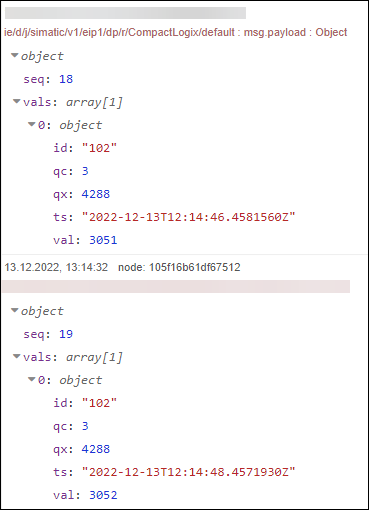 ie/d/j/simatic/v1/eip1/dp/r/CompactLogix/default : msg.payload : Object
object
seq: 18
vals: array[1]
0: object
id: "102"
qc: 3
qx: 4288
ts: "2022-12-13T12:14:46.4581560Z"
val: 3051
13.12.2022, 13:14:32 node: 105f16b61df67512
object
seq: 19
vals: array[1]
0: object
id: "102"
qc: 3
qx: 4288
ts: "2022-12-13T12:14:48.4571930Z"
val: 3052